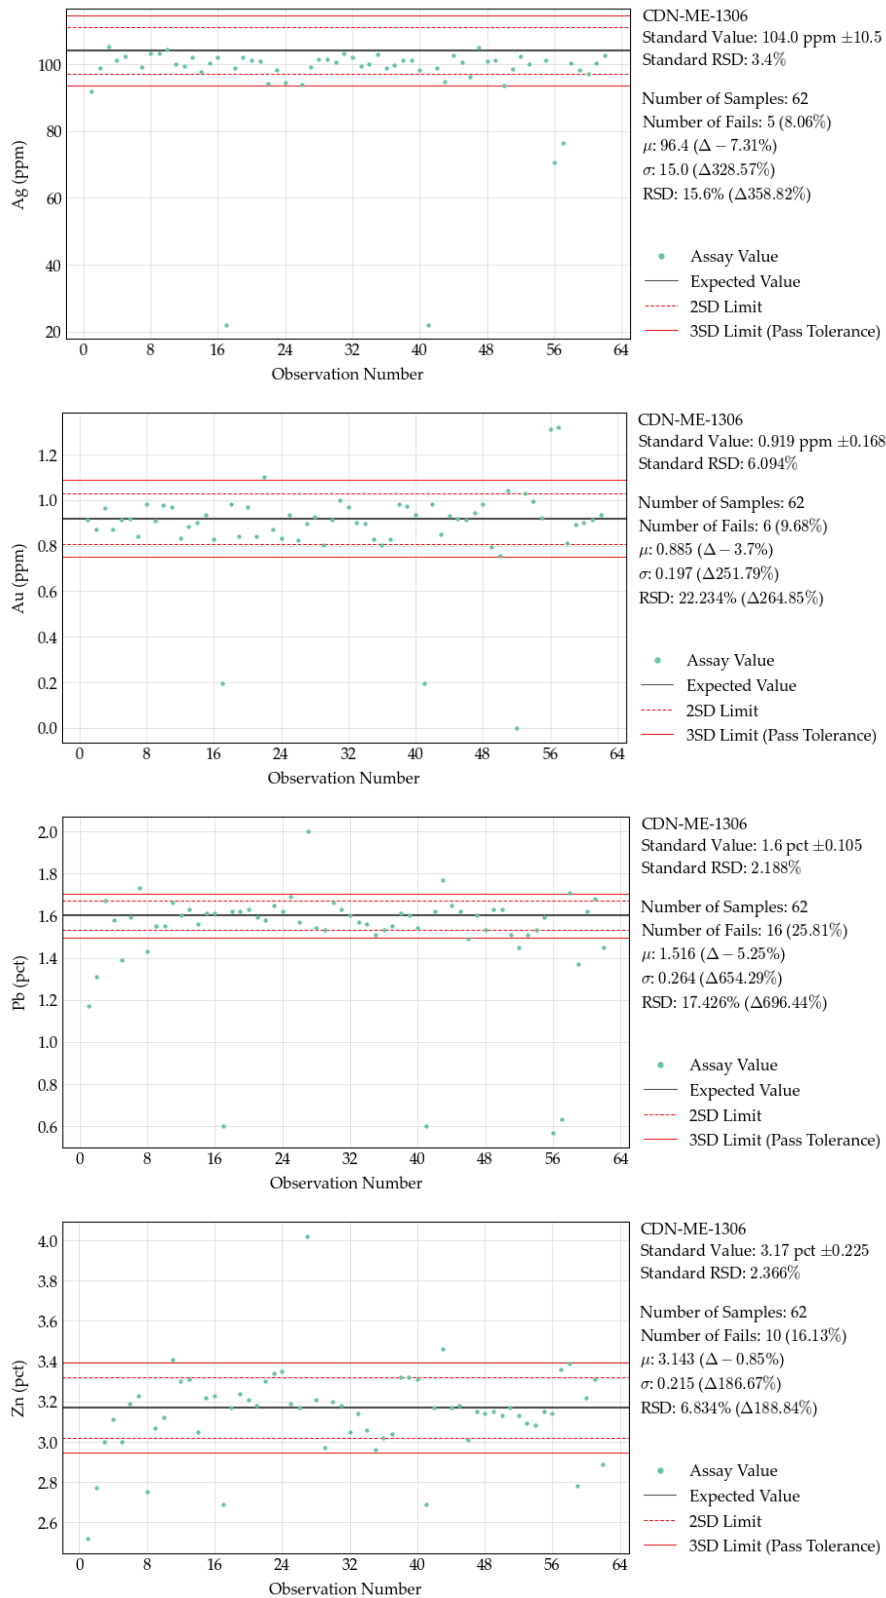 CDN-ME-1306
Standard Value: 104.0 ppm ±10.5
Standard RSD: 3.4%
Number of Samples: 62
Number of Fails: 5 (8.06%)
μ: 96.4 (Δ − 7.31%)
σ: 15.0 (Δ328.57%)
RSD: 15.6% (Δ358.82%)
Assay Value
Expected Value
2SD Limit
3SD Limit (Pass Tolerance)
Ag (ppm)
100
80
60
40
20
0 8 16 24 32 40 48 56 64
Observation Number
CDN-ME-1306
Standard Value: 0.919 ppm ±0.168
Standard RSD: 6.094%
Number of Samples: 62
Number of Fails: 6 (9.68%)
μ: 0.885 (Δ − 3.7%)
σ: 0.197 (Δ251.79%)
RSD: 22.234% (Δ264.85%)
Assay Value
Expected Value
2SD Limit
3SD Limit (Pass Tolerance)
Au (ppm)
1.2
1.0
0.8
0.6
0.4
0.2
0.0
0 8 16 24 32 40 48 56 64
Observation Number
CDN-ME-1306
Standard Value: 1.6 pct ±0.105
Standard RSD: 2.188%
Number of Samples: 62
Number of Fails: 16 (25.81%)
μ: 1.516 (Δ − 5.25%)
σ: 0.264 (Δ654.29%)
RSD: 17.426% (Δ696.44%)
Assay Value
Expected Value
2SD Limit
3SD Limit (Pass Tolerance)
Pb (pct)
2.0
1.8
1.6
1.4
1.2
1.0
0.8
0.6
0 8 16 24 32 40 48 56 64
Observation Number
CDN-ME-1306
Standard Value: 3.17 pct ±0.225
Standard RSD: 2.366%
Number of Samples: 62
Number of Fails: 10 (16.13%)
μ: 3.143 (Δ − 0.85%)
σ: 0.215 (Δ186.67%)
RSD: 6.834% (Δ188.84%)
Assay Value
Expected Value
2SD Limit
3SD Limit (Pass Tolerance)
Zn (pct)
4.0
3.8
3.6
3.4
3.2
3.0
2.8
2.6
0 8 16 24 32 40 48 56 64
Observation Number